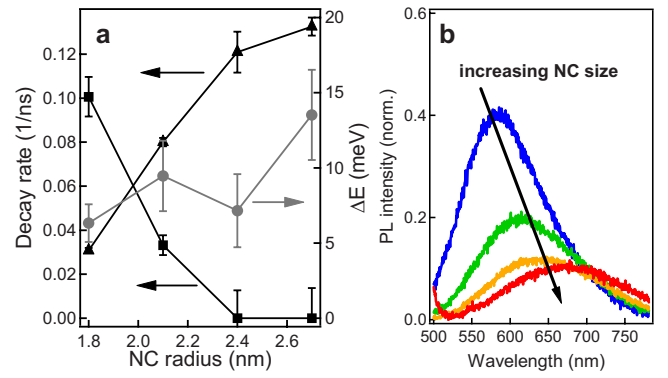 a
0.12
0.10
0.08
0.06
0.04
0.02
0.00
Decay rate (1/ns)
1.8 2.0 2.2 2.4 2.6
NC radius (nm)
20
15
10
5
0
ΔE (meV)
b
increasing NC size
0.4
0.2
0.0
PL intensity (norm.)
500 550 600 650 700 750
Wavelength (nm)